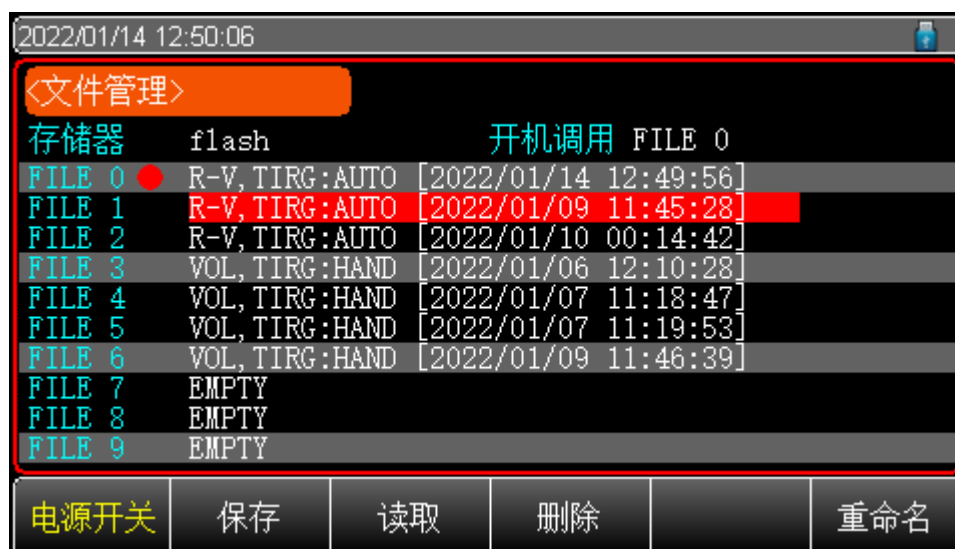 2022/01/14 12:50:06
<文件管理>
存储器 flash 开机调用 FILE 0
FILE 0 R-V,TIRG:AUTO [2022/01/14 12:49:56]
FILE 1 R-V,TIRG:AUTO [2022/01/09 11:45:28]
FILE 2 R-V,TIRG:AUTO [2022/01/10 00:14:42]
FILE 3 VOL,TIRG:HAND [2022/01/06 12:10:28]
FILE 4 VOL,TIRG:HAND [2022/01/07 11:18:47]
FILE 5 VOL,TIRG:HAND [2022/01/07 11:19:53]
FILE 6 VOL,TIRG:HAND [2022/01/09 11:46:39]
FILE 7 EMPTY
FILE 8 EMPTY
FILE 9 EMPTY
电源开关 保存 读取 删除 重命名